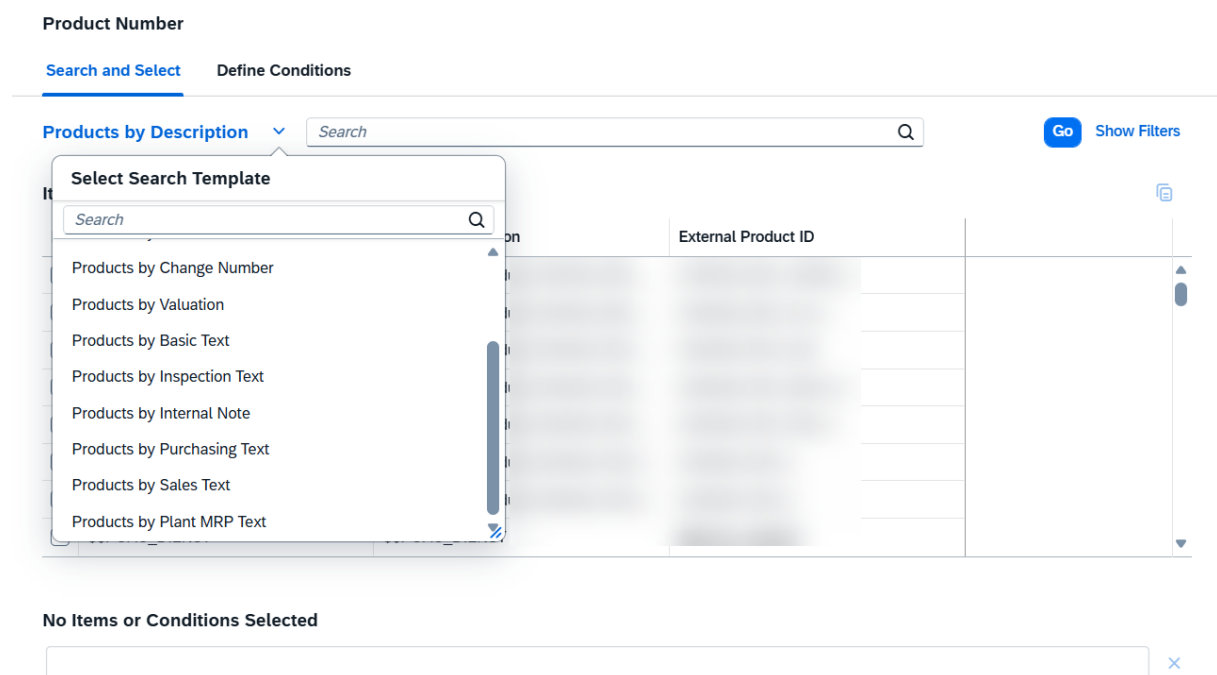 Product Number
Search and Select Define Conditions
Products by Description Search Go Show Filters
Select Search Template
Search
External Product ID
Products by Change Number
Products by Valuation
Products by Basic Text
Products by Inspection Text
Products by Internal Note
Products by Purchasing Text
Products by Sales Text
Products by Plant MRP Text
No Items or Conditions Selected